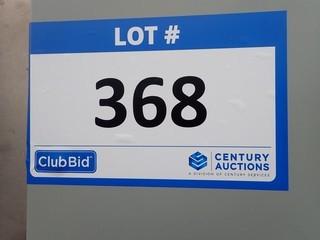 LOT #
368
ClubBid
CENTURY
AUCTIONS
A DIVISION OF CENTURY SERVICES